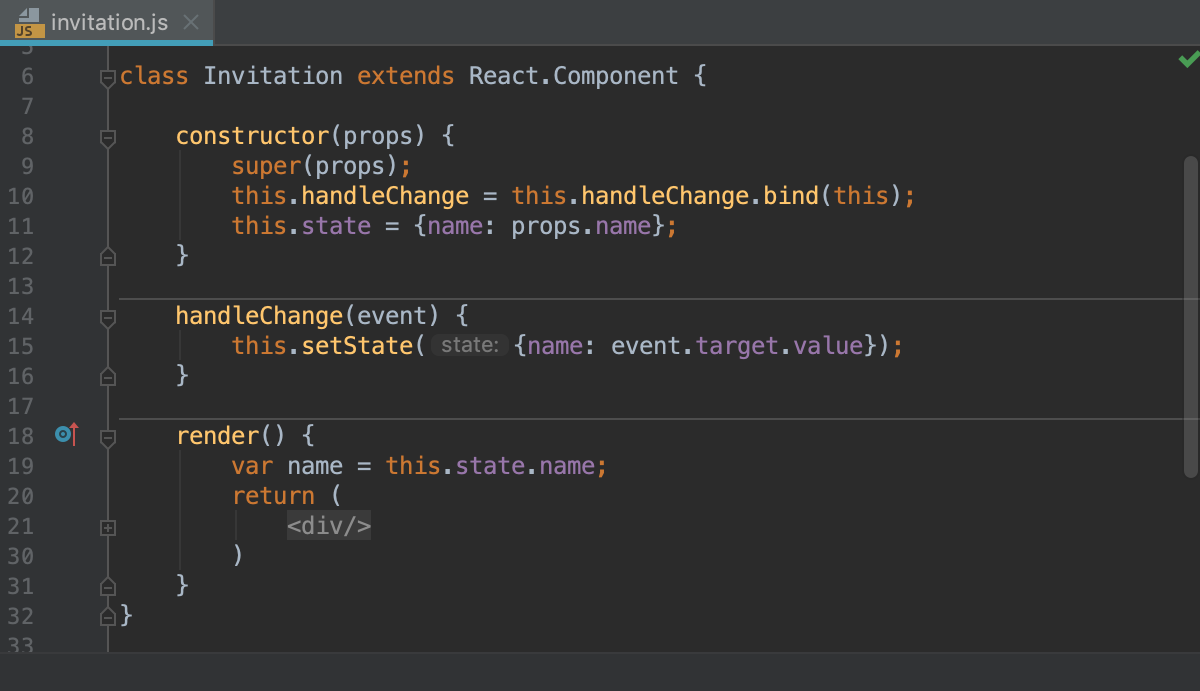 invitation.js
JS
5
6 class Invitation extends React.Component {
7
8 constructor(props) {
9 super(props);
10 this.handleChange = this.handleChange.bind(this);
11 this.state = {name: props.name};
12 }
13
14 handleChange(event) {
15 this.setState( state: {name: event.target.value});
16 }
17
18 render() {
19 var name = this.state.name;
20 return (
21 <div/>
30 )
31 }
32 }
33